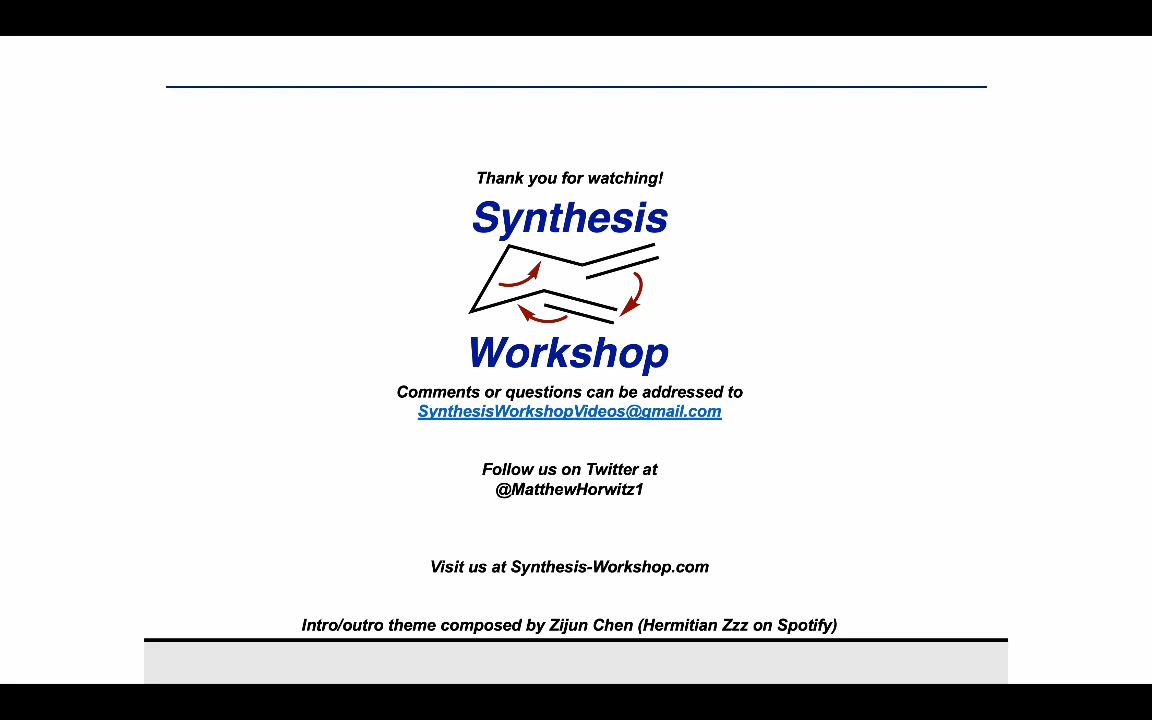 Thank you for watching!
Synthesis
Workshop
Comments or questions can be addressed to
SynthesisWorkshopVideos@gmail.com
Follow us on Twitter at
@MatthewHorwitz1
Visit us at Synthesis-Workshop.com
Intro/outro theme composed by Zijun Chen (Hermitian Zzz on Spotify)